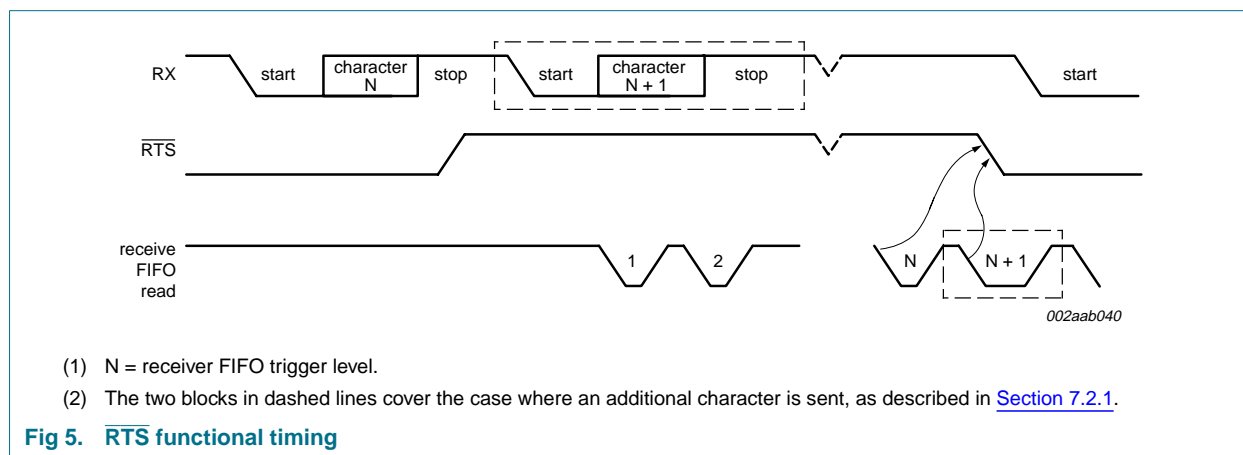 RX
start
character
N
stop
start
character
N + 1
stop
start
RTS
receive
FIFO
read
1
2
N
N + 1
002aab040
(1) N = receiver FIFO trigger level.
(2) The two blocks in dashed lines cover the case where an additional character is sent, as described in Section 7.2.1.
Fig 5. RTS functional timing